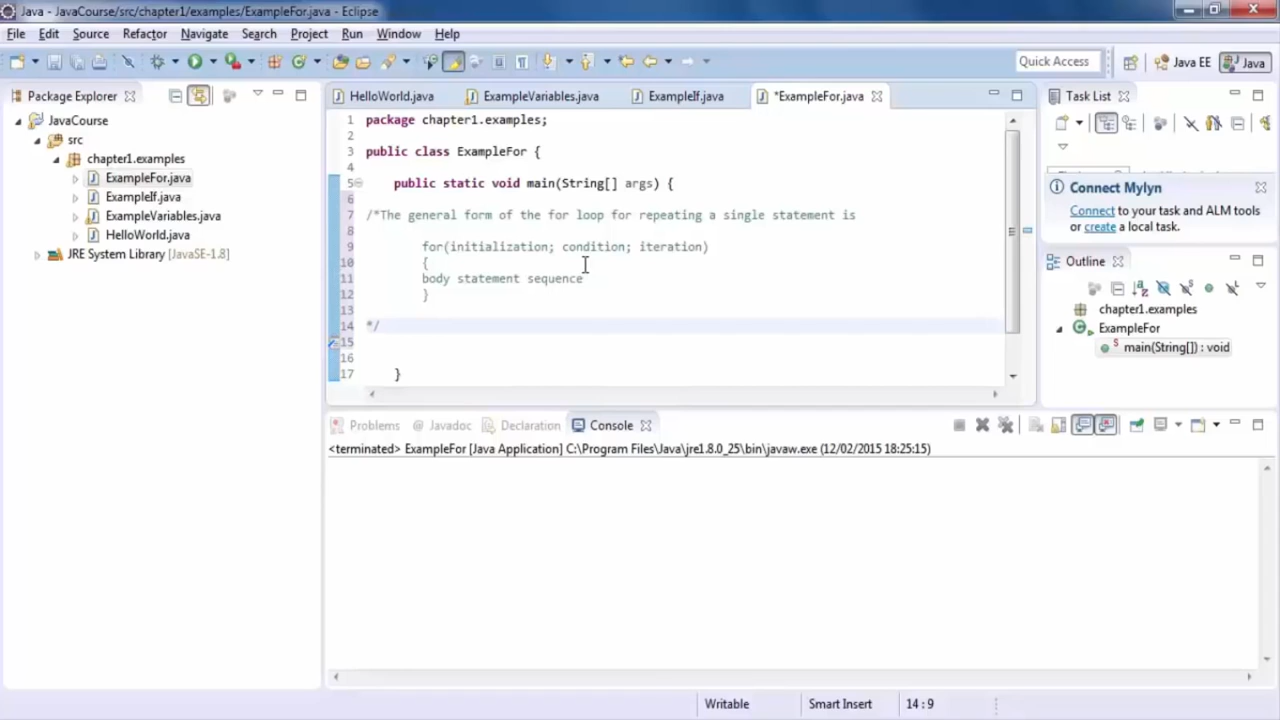 Java - JavaCourse/src/chapter1/examples/ExampleFor.java - Eclipse
File Edit Source Refactor Navigate Search Project Run Window Help
Quick Access Java EE Java
Package Explorer
JavaCourse
src
chapter1.examples
ExampleFor.java
ExampleIf.java
ExampleVariables.java
HelloWorld.java
JRE System Library [JavaSE-1.8]
HelloWorld.java ExampleVariables.java ExampleIf.java *ExampleFor.java
1 package chapter1.examples;
2
3 public class ExampleFor {
4
5 public static void main(String[] args) {
6
7 /*The general form of the for loop for repeating a single statement is
8
9 for(initialization; condition; iteration)
10 {
11 body statement sequence
12 }
13
14 */
15
16
17 }
Task List
Connect Mylyn
Connect to your task and ALM tools
or create a local task.
Outline
chapter1.examples
ExampleFor
main(String[]) : void
Problems @ Javadoc Declaration Console
<terminated> ExampleFor [Java Application] C:\Program Files\Java\jre1.8.0_25\bin\javaw.exe (12/02/2015 18:25:15)
Writable Smart Insert 14 : 9